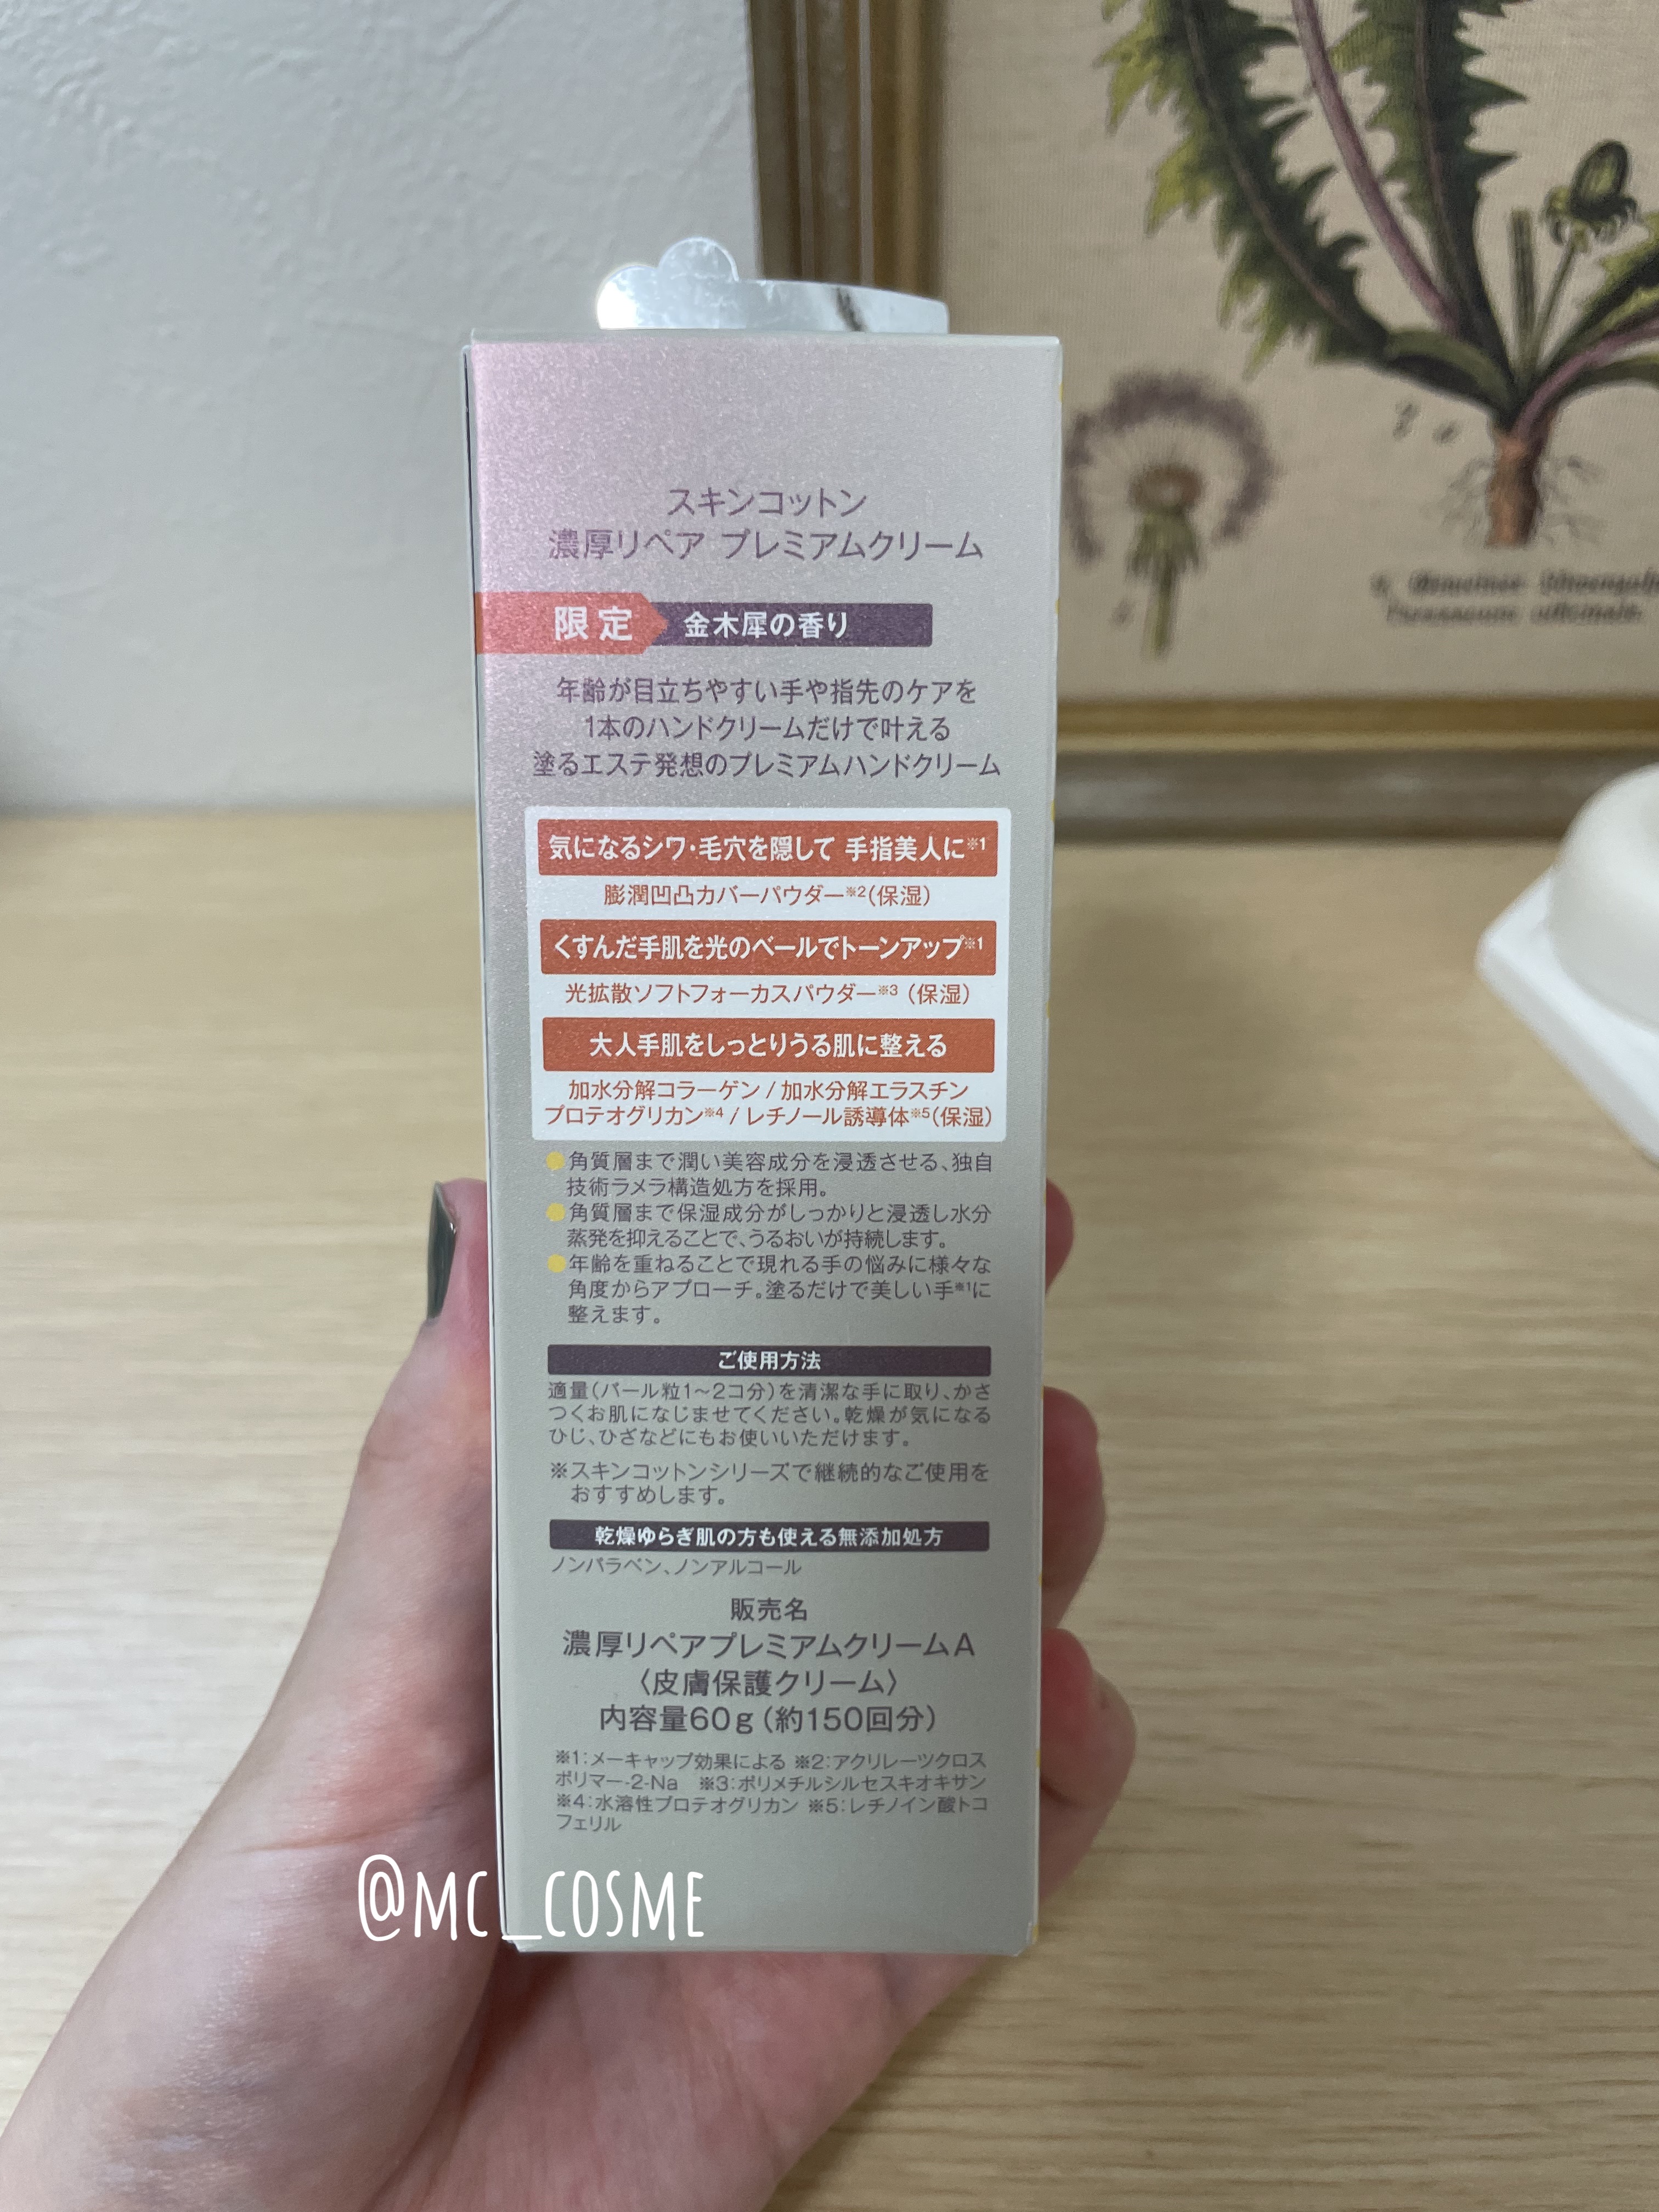 スキンコットン
濃厚リペア プレミアムクリーム
限定 金木犀の香り
年齢が目立ちやすい手や指先のケアを
1本のハンドクリームだけで叶える
塗るエステ発想のプレミアムハンドクリーム
気になるシワ・毛穴を隠して 手指美人に※1
膨潤凹凸カバーパウダー※2(保湿)
くすんだ手肌を光のベールでトーンアップ※1
光拡散ソフトフォーカスパウダー※3 (保湿)
大人手肌をしっとりうる肌に整える
加水分解コラーゲン / 加水分解エラスチン
プロテオグリカン※4 / レチノール誘導体※5(保湿)
●角質層まで潤い美容成分を浸透させる、独自
技術ラメラ構造処方を採用。
●角質層まで保湿成分がしっかりと浸透し水分
蒸発を抑えることで、うるおいが持続します。
●年齢を重ねることで現れる手の悩みに様々な
角度からアプローチ。塗るだけで美しい手※1に
整えます。
ご使用方法
適量(パール粒1〜2コ分)を清潔な手に取り、かさ
つくお肌になじませてください。乾燥が気になる
ひじ、ひざなどにもお使いいただけます。
※スキンコットンシリーズで継続的なご使用を
おすすめします。
乾燥ゆらぎ肌の方も使える無添加処方
ノンパラベン、ノンアルコール
販売名
濃厚リペアプレミアムクリームA
〈皮膚保護クリーム〉
内容量60g(約150回分)
※1:メーキャップ効果による ※2:アクリレーツクロス
ポリマー-2-Na ※3:ポリメチルシルセスキオキサン
※4:水溶性プロテオグリカン ※5:レチノイン酸トコ
フェリル
@MC_COSME